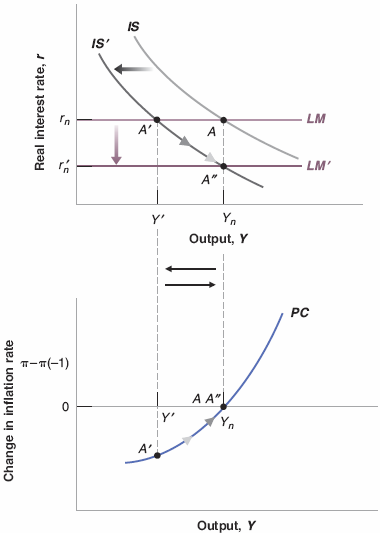 IS
IS′
Real interest rate, r
rn
A′
A
LM
r′n
A″
LM′
Y′
Yn
Output, Y
PC
Change in inflation rate
π–π(–1)
0
Y′
A A″
Yn
A′
Output, Y